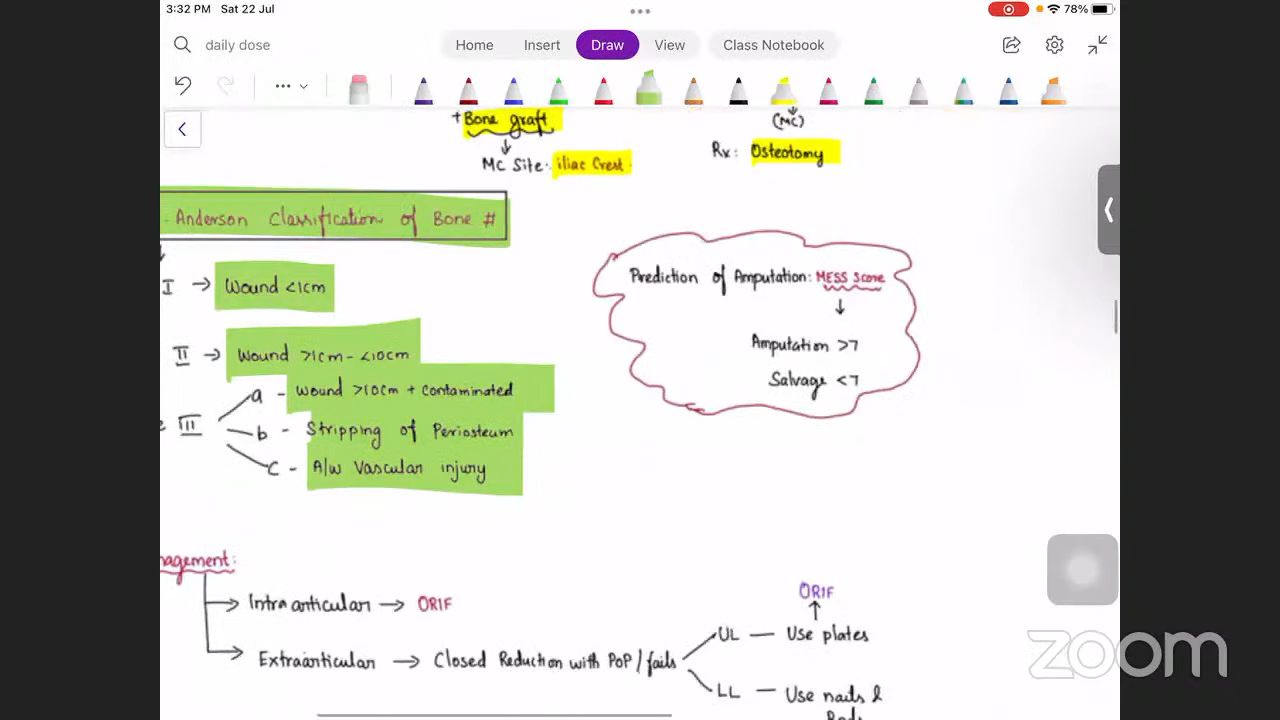 3:32 PM Sat 22 Jul
78%
daily dose
Home Insert Draw View Class Notebook
+ Bone graft
MC Site: iliac Crest.
(MC)
Rx: Osteotomy
Anderson Classification of Bone #
I → Wound <1cm
II → Wound >1cm - <10cm
III
a - Wound >10cm + Contaminated
b - Stripping of Periosteum
c - A/w Vascular injury
Prediction of Amputation: MESS Score
↓
Amputation >7
Salvage <7
nagement:
Intraarticular → ORIF
Extraarticular → Closed Reduction with POP / fails
ORIF
↑
UL — Use plates
LL — Use nails &
Rods
zoom